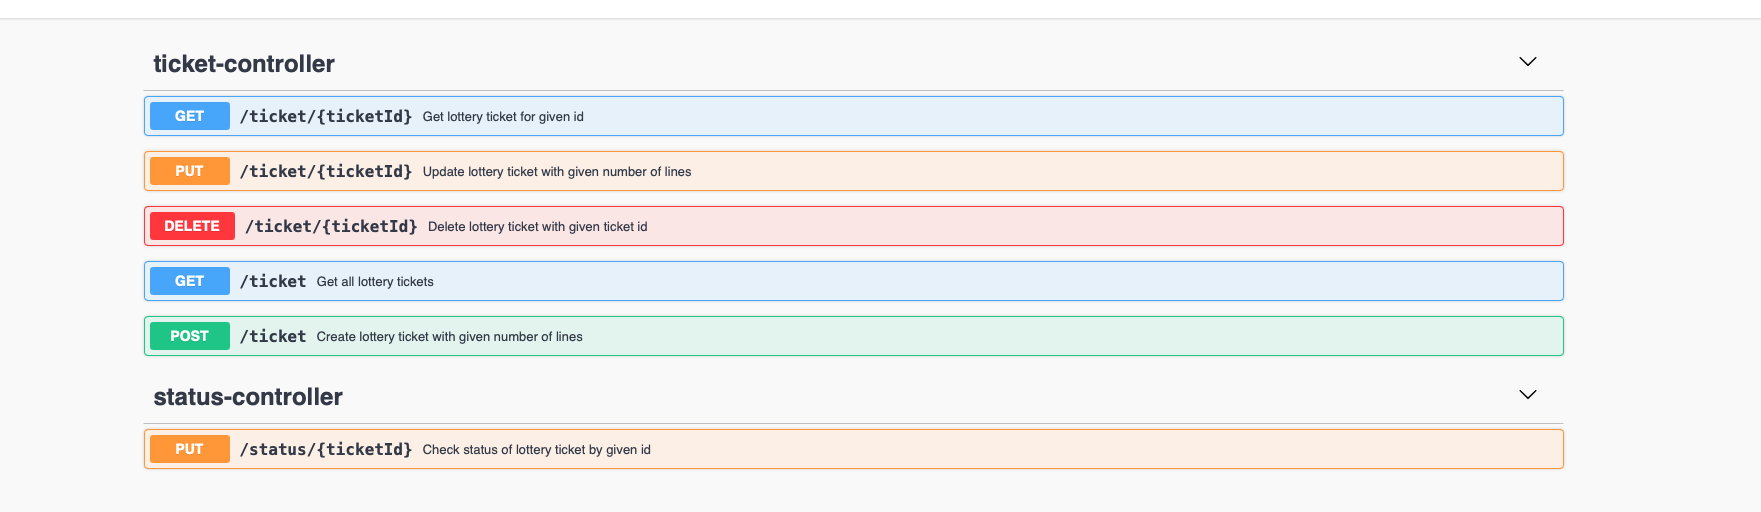 ticket-controller
GET /ticket/{ticketId} Get lottery ticket for given id
PUT /ticket/{ticketId} Update lottery ticket with given number of lines
DELETE /ticket/{ticketId} Delete lottery ticket with given ticket id
GET /ticket Get all lottery tickets
POST /ticket Create lottery ticket with given number of lines
status-controller
PUT /status/{ticketId} Check status of lottery ticket by given id